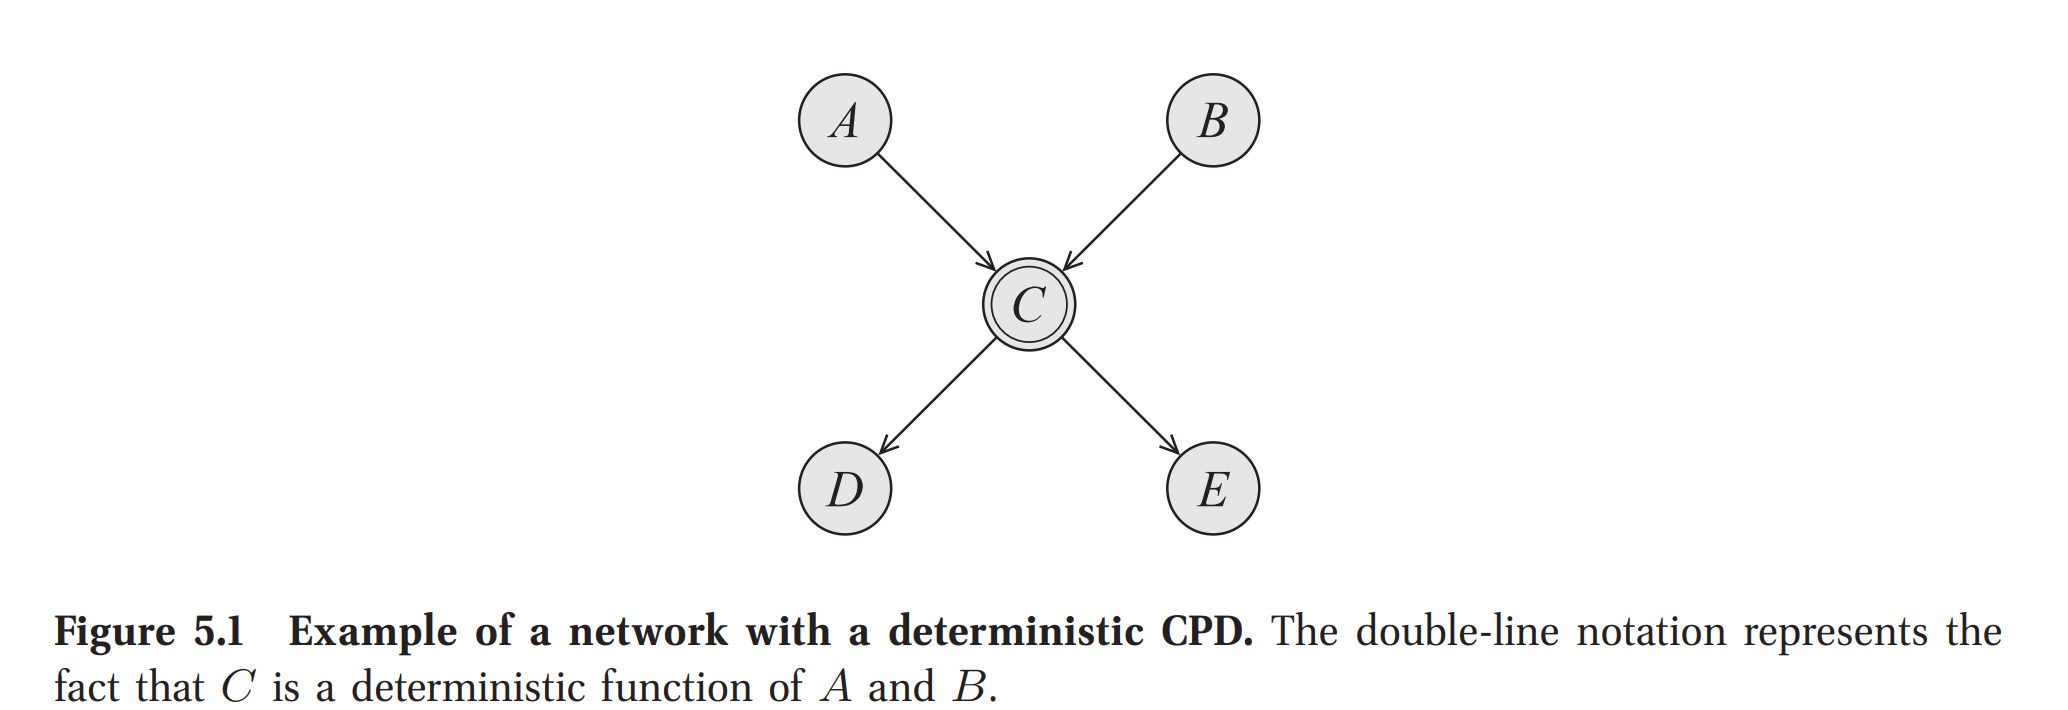 A B
C
D E
Figure 5.1 Example of a network with a deterministic CPD. The double-line notation represents the
fact that C is a deterministic function of A and B.